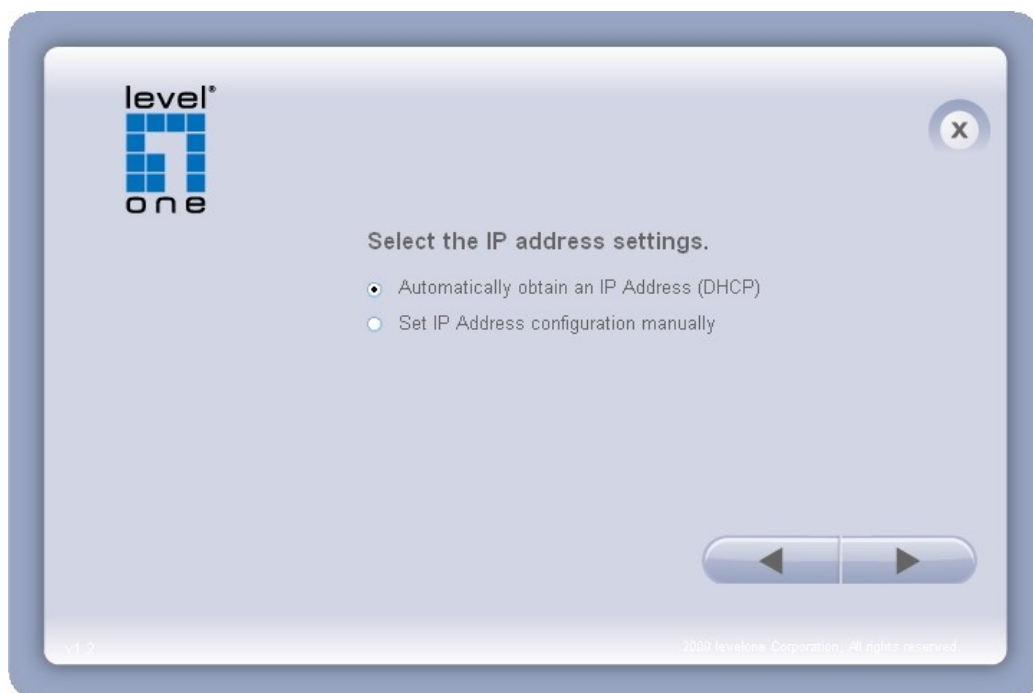 level®
one
X
Select the IP address settings.
Automatically obtain an IP Address (DHCP)
Set IP Address configuration manually
v1.2
2009 levelone Corporation, All rights reserved.